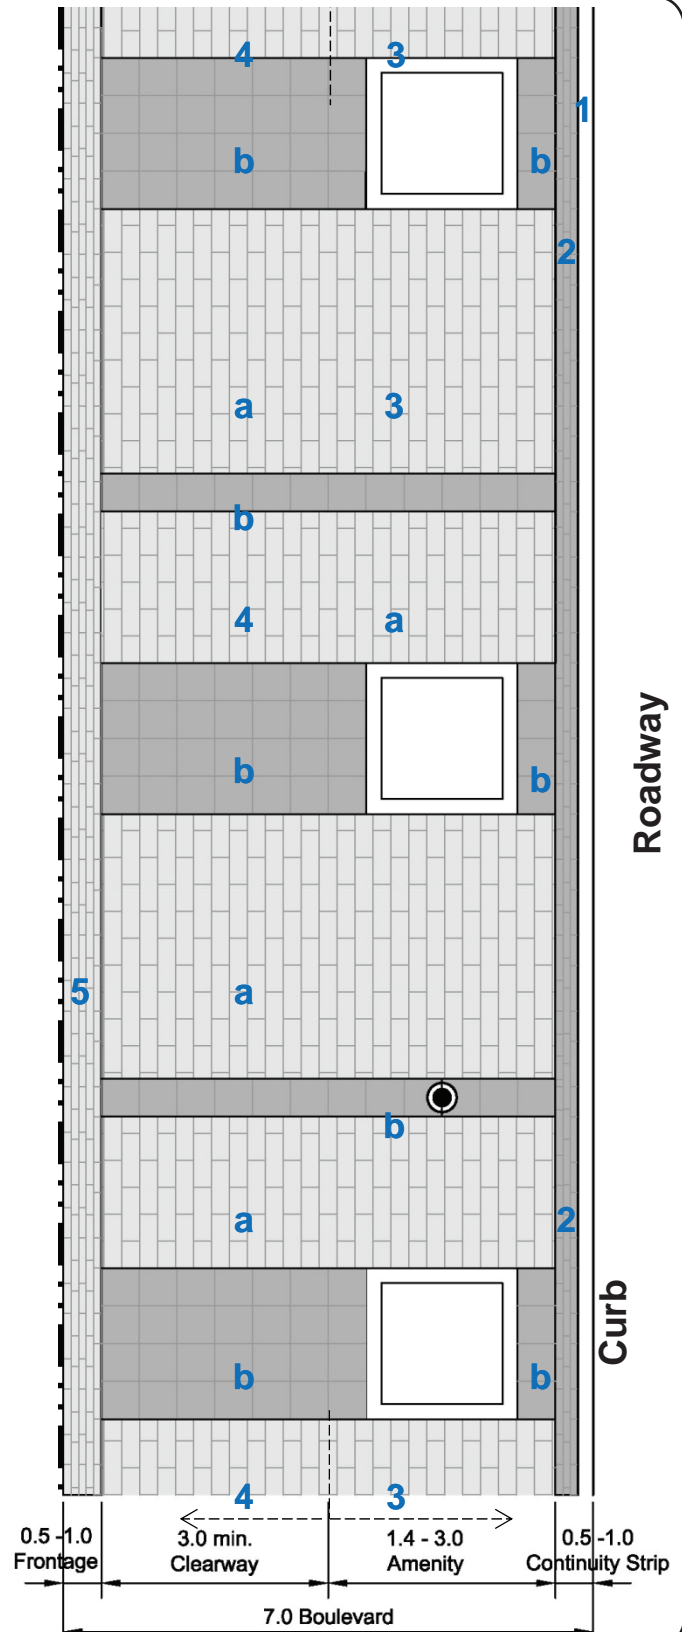 4 3
1
b b
2
a 3
b
4 a
Roadway
b b
5 a
b
a 2
Curb
b b
4 3
0.5 -1.0 3.0 min. 1.4 - 3.0 0.5 -1.0
Frontage Clearway Amenity Continuity Strip
7.0 Boulevard